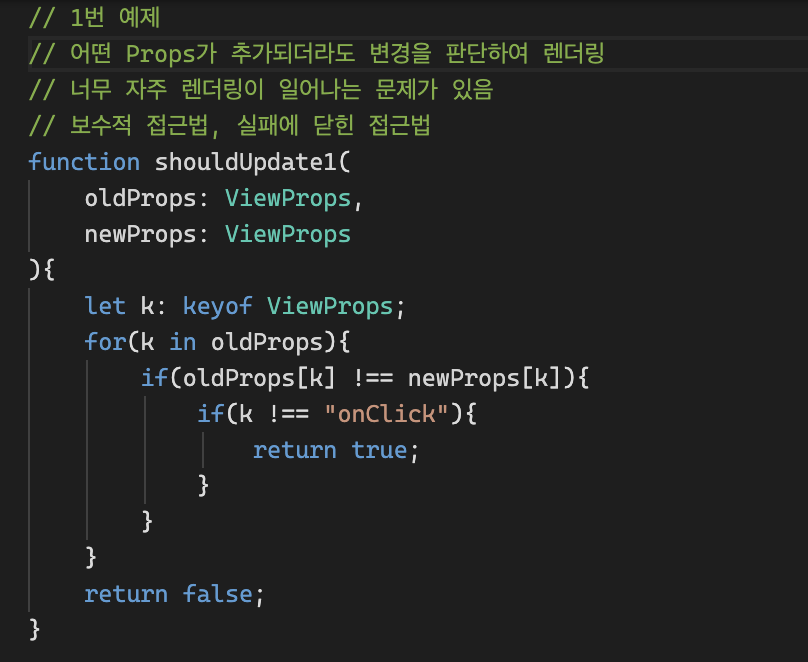 // 1번 예제
// 어떤 Props가 추가되더라도 변경을 판단하여 렌더링
// 너무 자주 렌더링이 일어나는 문제가 있음
// 보수적 접근법, 실패에 닫힌 접근법
function shouldUpdate1(
    oldProps: ViewProps,
    newProps: ViewProps
){
    let k: keyof ViewProps;
    for(k in oldProps){
        if(oldProps[k] !== newProps[k]){
            if(k !== "onClick"){
                return true;
            }
        }
    }
    return false;
}